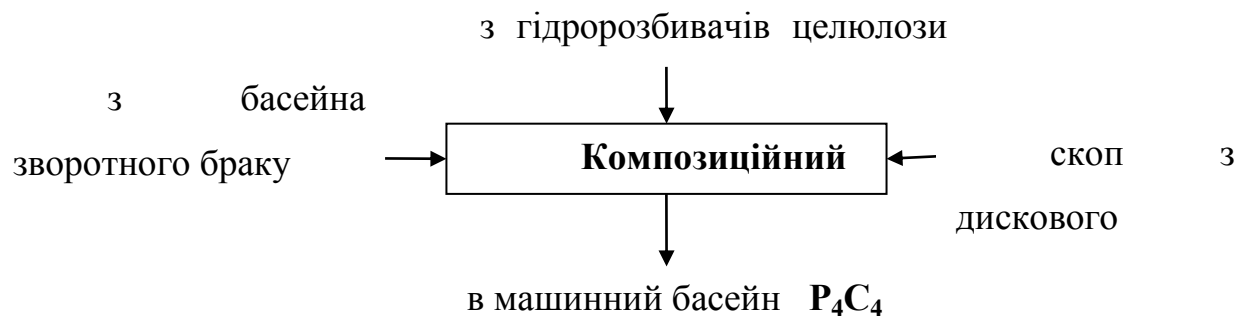 з гідророзбивачів целюлози
з басейна
зворотного браку
Композиційний
скоп з
дискового
в машинний басейн P₄C₄